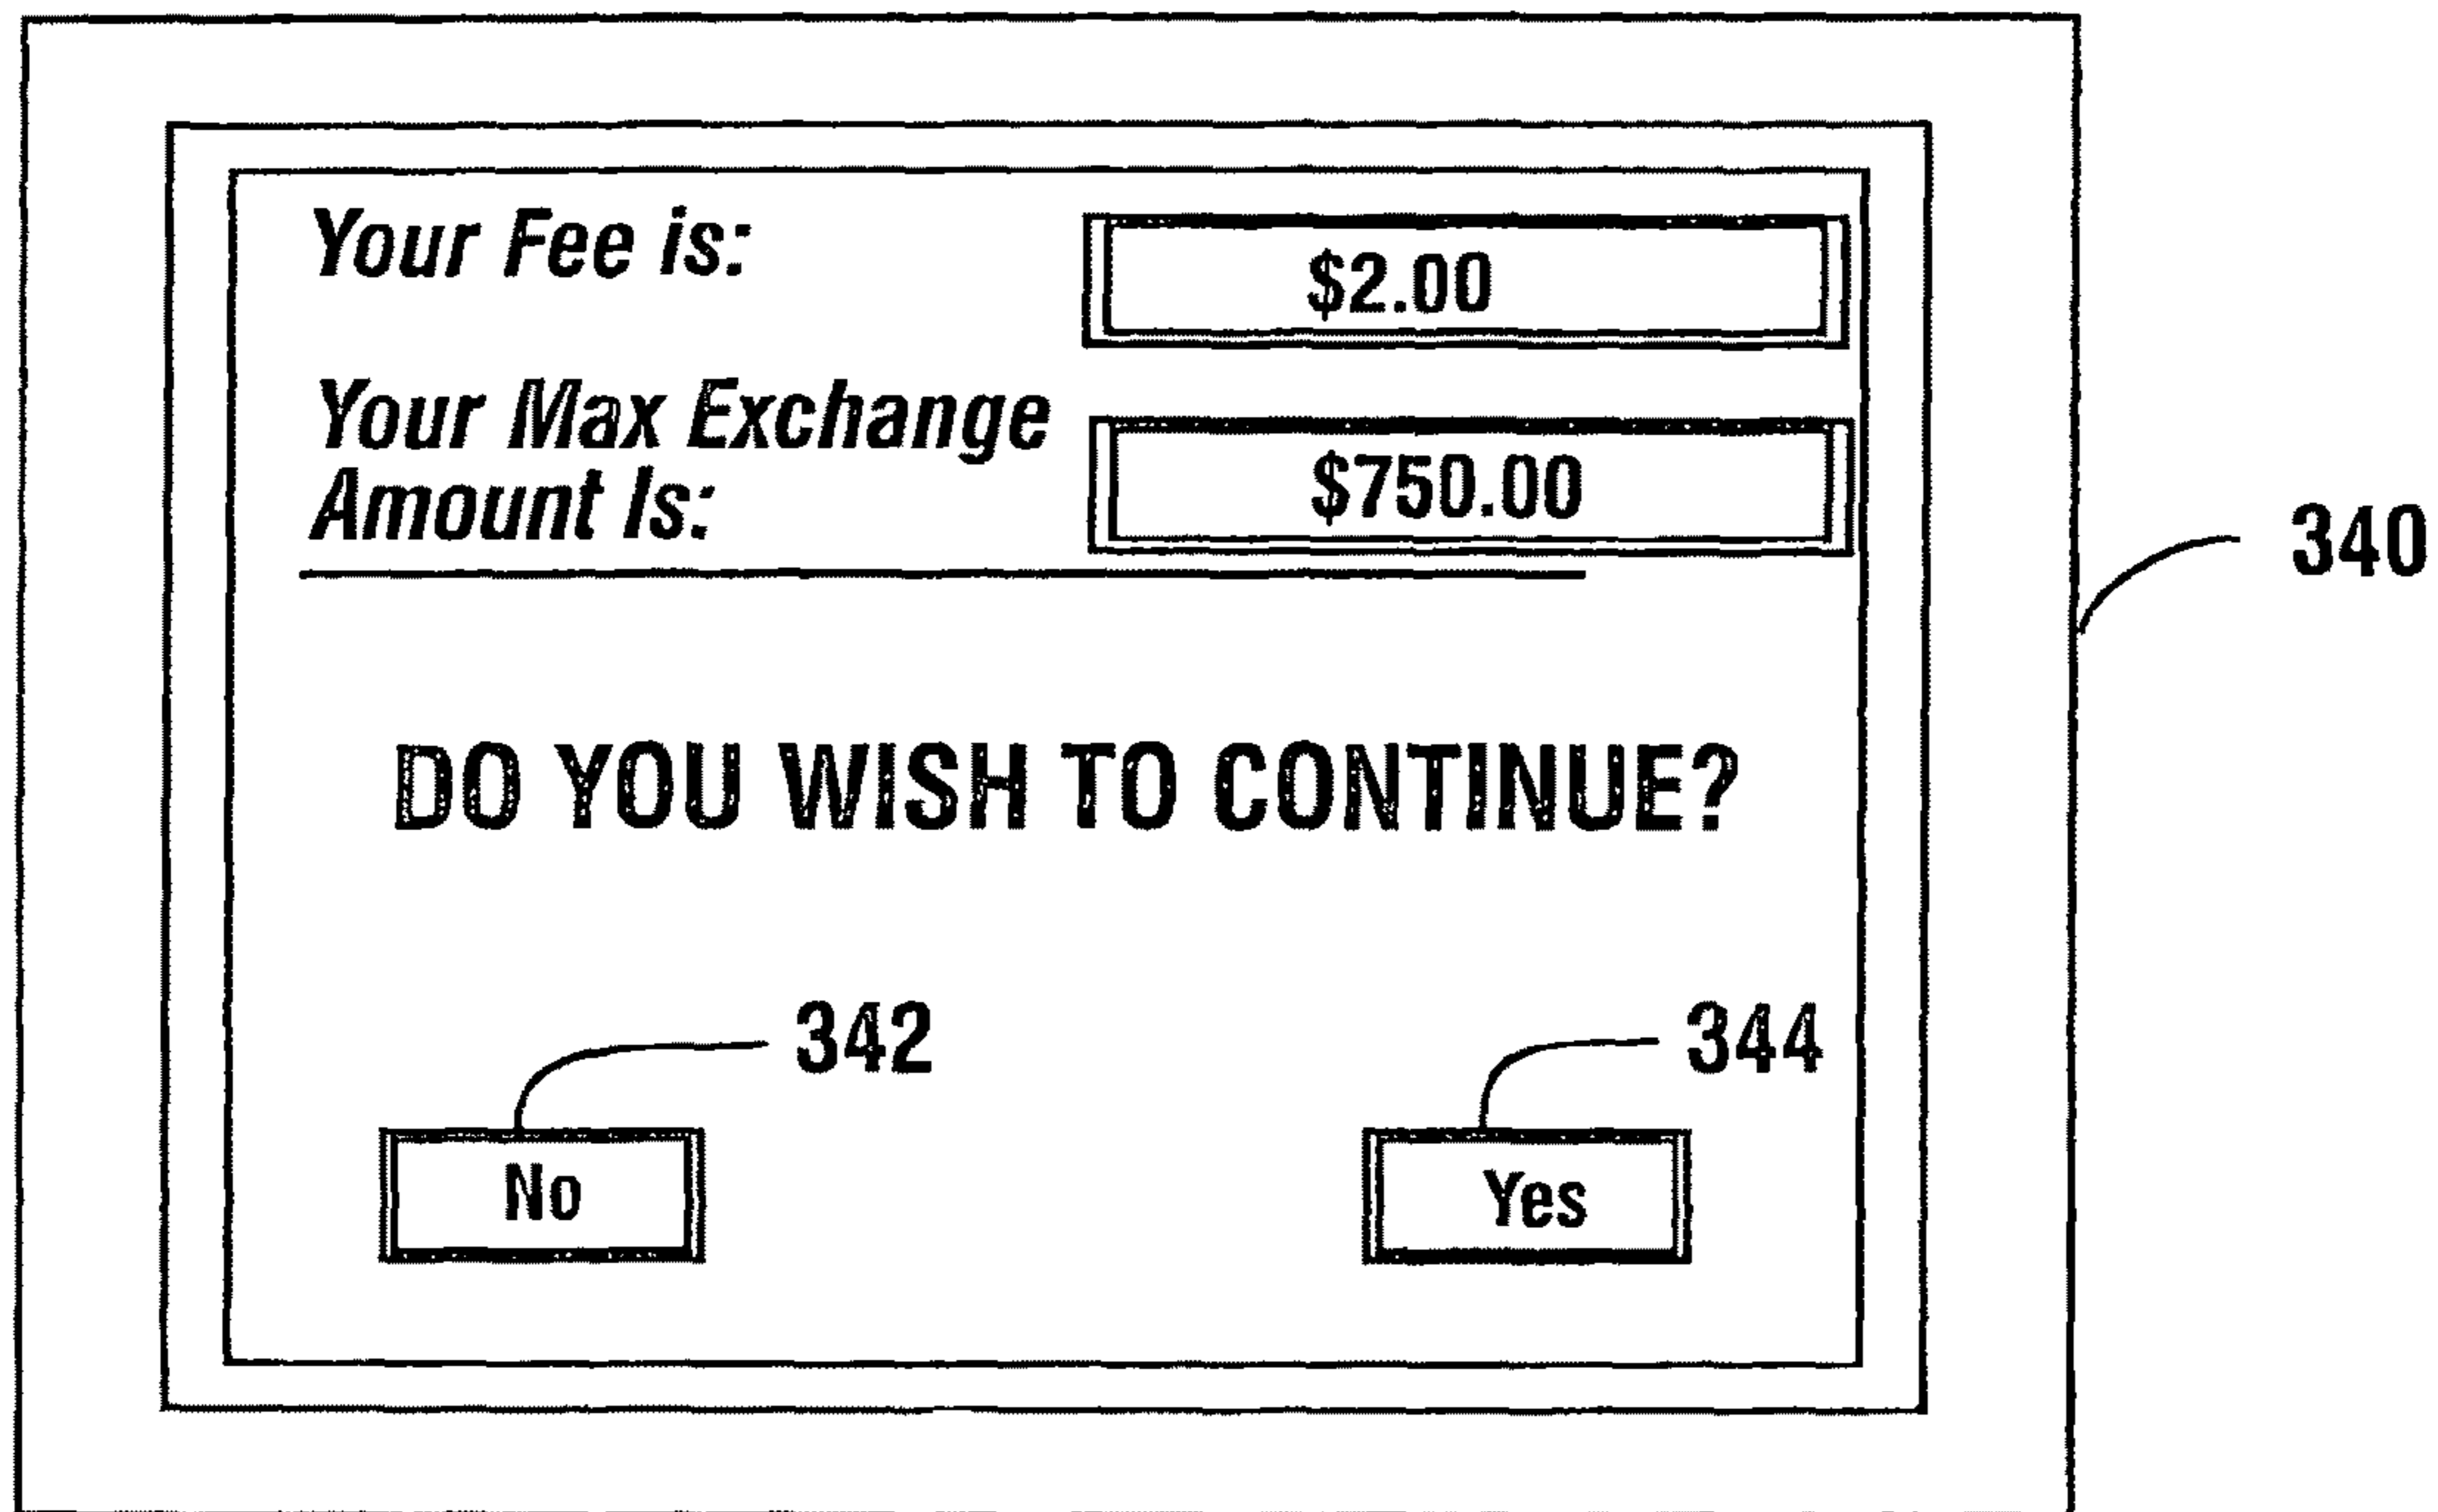 Your Fee is:
$2.00
Your Max Exchange
Amount Is:
$750.00
340
DO YOU WISH TO CONTINUE?
342
344
No
Yes